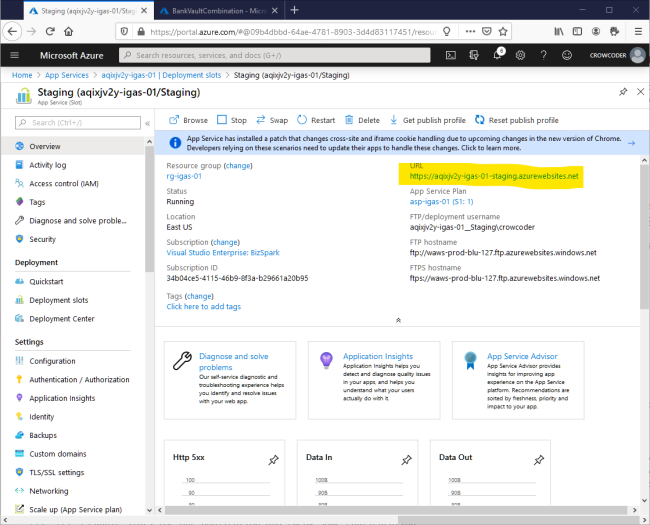 Staging (aqixjv2y-igas-01/Stagi
BankVaultCombination - Micro
https://portal.azure.com/#@09b4dbbd-64ae-4781-8903-3d4d83117451/resou
Microsoft Azure
Search resources, services, and docs (G+/)
6
CROWCODER
Home > App Services > aqixjv2y-igas-01 | Deployment slots > Staging (aqixjv2y-igas-01/Staging)
Staging (aqixjv2y-igas-01/Staging)
App Service (Slot)
Search (Ctrl+/)
Browse Stop Swap Restart Delete Get publish profile Reset publish profile
App Service has installed a patch that changes cross-site and iframe cookie handling due to upcoming changes in the new version of Chrome.
Developers relying on these scenarios need to update their apps to handle these changes. Click to learn more.
Overview
Activity log
Access control (IAM)
Tags
Diagnose and solve proble...
Security
Deployment
Quickstart
Deployment slots
Deployment Center
Settings
Configuration
Authentication / Authorization
Application Insights
Identity
Backups
Custom domains
TLS/SSL settings
Networking
Scale up (App Service plan)
Resource group (change)
rg-igas-01
Status
Running
Location
East US
Subscription (change)
Visual Studio Enterprise: BizSpark
Subscription ID
34b04ce5-4115-46b9-8f3a-b29661a20b95
Tags (change)
Click here to add tags
URL
https://aqixjv2y-igas-01-staging.azurewebsites.net
App Service Plan
asp-igas-01 (S1: 1)
FTP/deployment username
aqixjv2y-igas-01__Staging\crowcoder
FTP hostname
ftp://waws-prod-blu-127.ftp.azurewebsites.windows.net
FTPS hostname
ftps://waws-prod-blu-127.ftp.azurewebsites.windows.net
Diagnose and solve
problems
Our self-service diagnostic and
troubleshooting experience helps
you identify and resolve issues
with your web app.
Application Insights
Application Insights helps you
detect and diagnose quality issues
in your apps, and helps you
understand what your users
actually do with it.
App Service Advisor
App Service Advisor provides
insights for improving app
experience on the App Service
platform. Recommendations are
sorted by freshness, priority and
impact to your app.
Http 5xx
100
90
Data In
100B
90B
Data Out
100B
90B